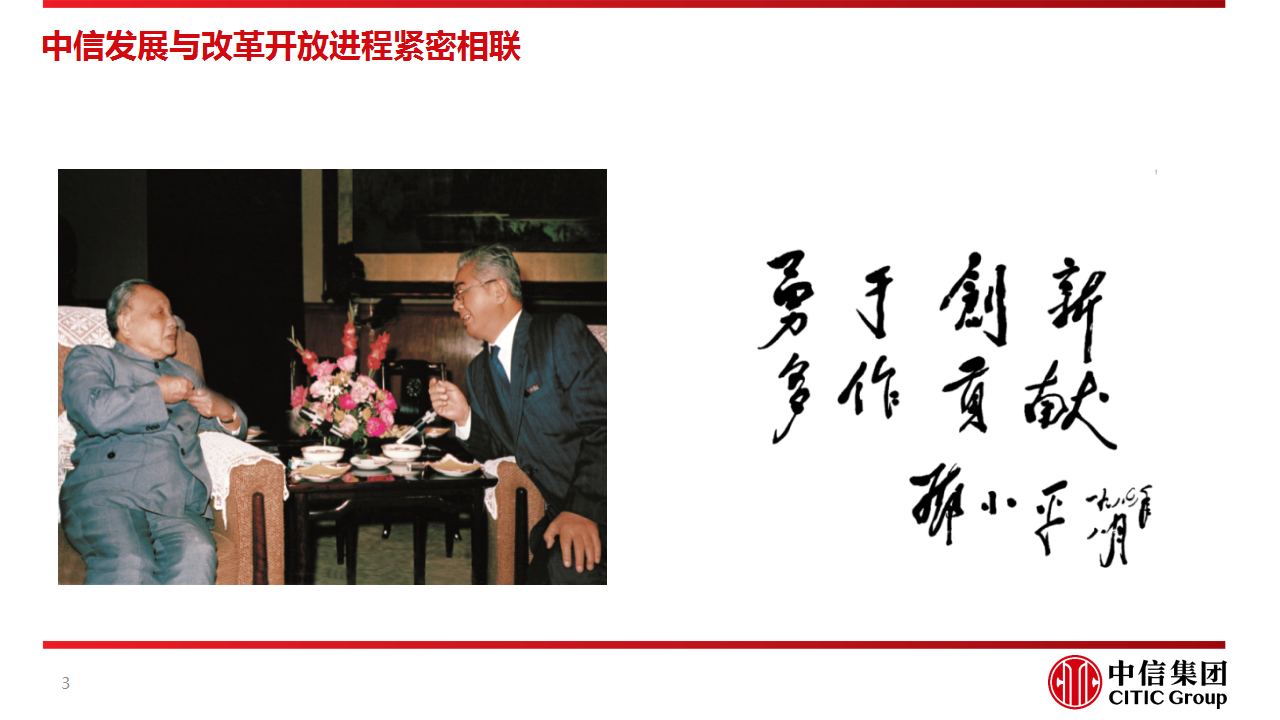 中信发展与改革开放进程紧密相联
勇于創新
多作貢献
鄧小平
一九八〇年
八月
3
中信集团
CITIC Group